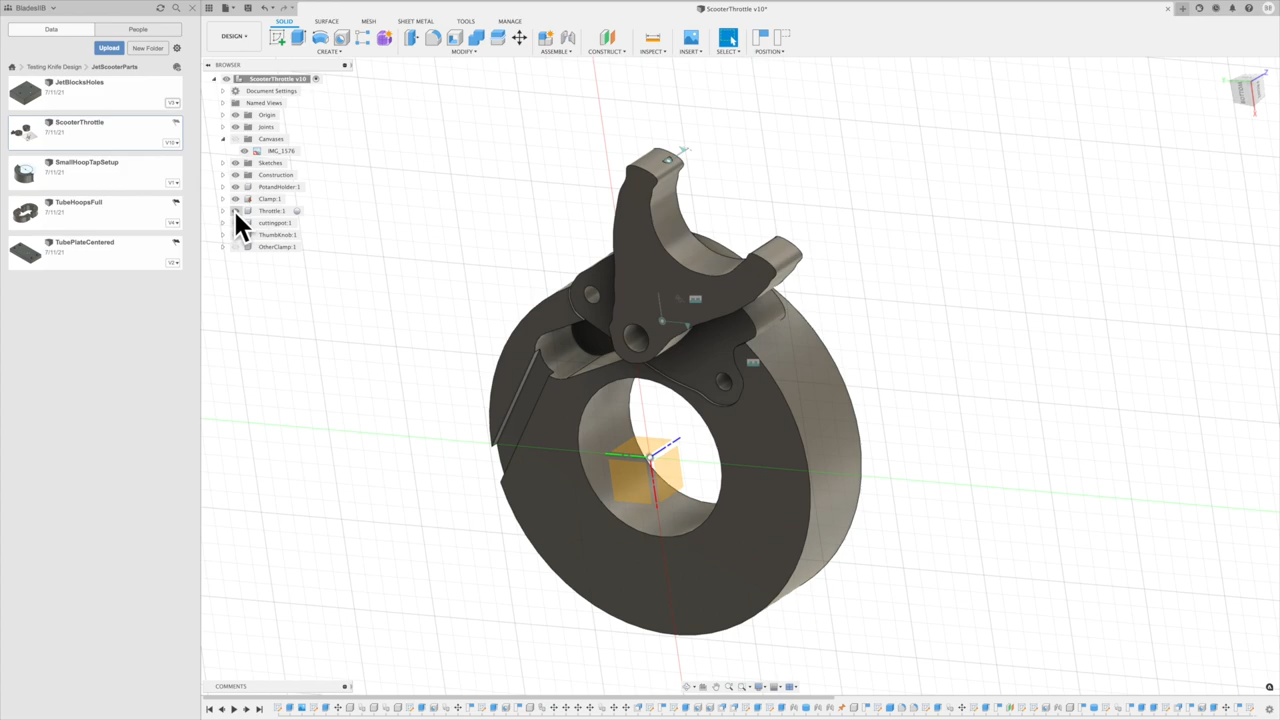 BladesIIB
ScooterThrottle v10*
Data
People
Upload
New Folder
Testing Knife Design
JetScooterParts
JetBlocksHoles
7/11/21
V3
ScooterThrottle
7/11/21
V10
SmallHoopTapSetup
7/11/21
V1
TubeHoopsFull
7/11/21
V4
TubePlateCentered
7/11/21
V2
SOLID
SURFACE
MESH
SHEET METAL
TOOLS
MANAGE
DESIGN
CREATE
MODIFY
ASSEMBLE
CONSTRUCT
INSPECT
INSERT
SELECT
POSITION
BROWSER
ScooterThrottle v10
Document Settings
Named Views
Origin
Joints
Canvases
IMG_1576
Sketches
Construction
PotandHolder:1
Clamp:1
Throttle:1
cuttingpot:1
ThumbKnob:1
OtherClamp:1
COMMENTS